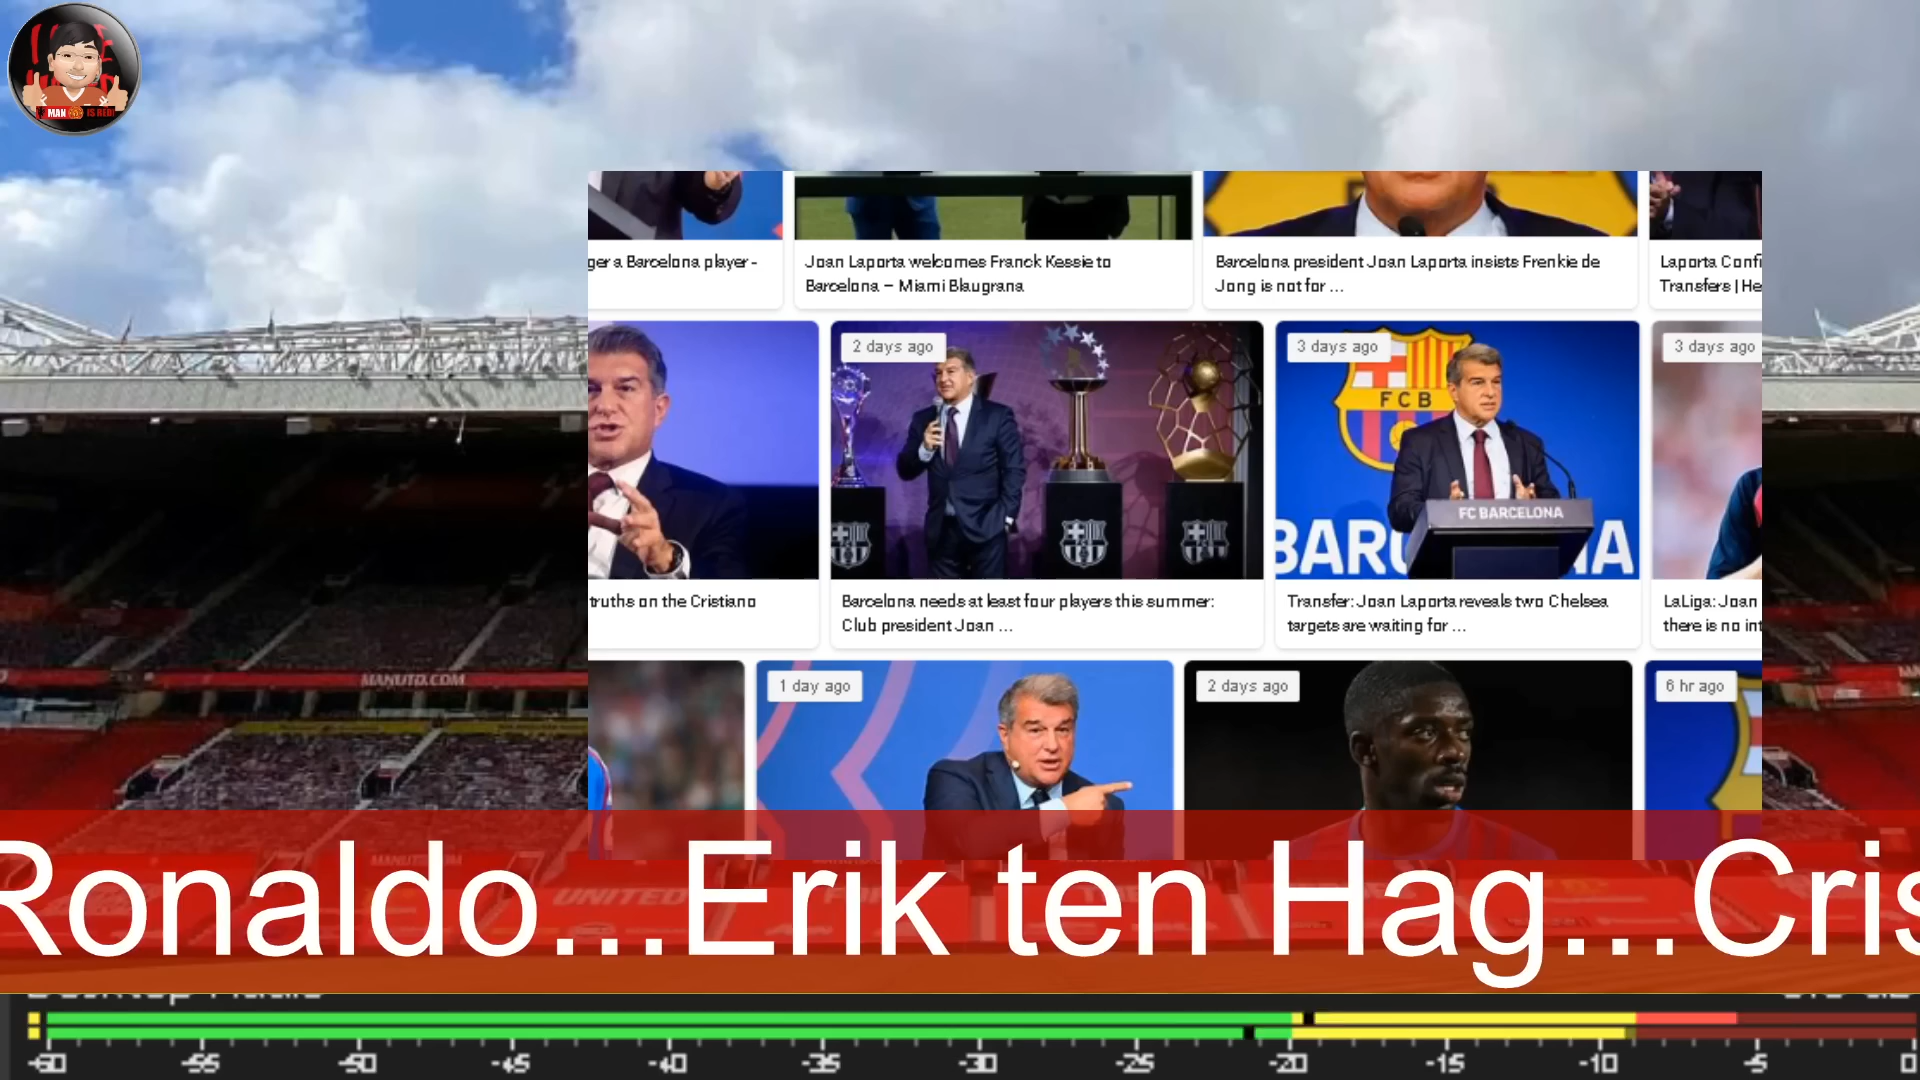 MAN IS RED!
ger a Barcelona player -
Joan Laporta welcomes Franck Kessie to
Barcelona – Miami Blaugrana
Barcelona president Joan Laporta insists Frenkie de
Jong is not for ...
Laporta Confi
Transfers | He
2 days ago
3 days ago
3 days ago
FCB
FC BARCELONA
BAR
A
truths on the Cristiano
Barcelona needs at least four players this summer:
Club president Joan ...
Transfer: Joan Laporta reveals two Chelsea
targets are waiting for ...
LaLiga: Joan
there is no int
MANUTD.COM
1 day ago
2 days ago
6 hr ago
MANUTD.COM
UNITED
Ronaldo...Erik ten Hag...Cris
-60 -55 -50 -45 -40 -35 -30 -25 -20 -15 -10 -5 0